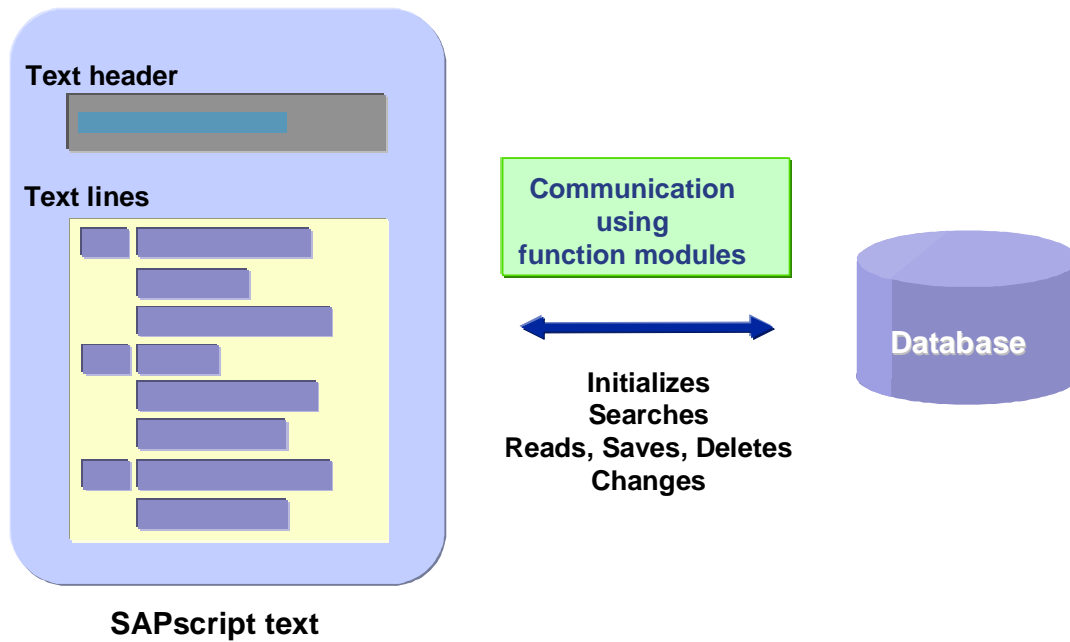 Text header
Text lines
Communication
using
function modules
Initializes
Searches
Reads, Saves, Deletes
Changes
Database
SAPscript text